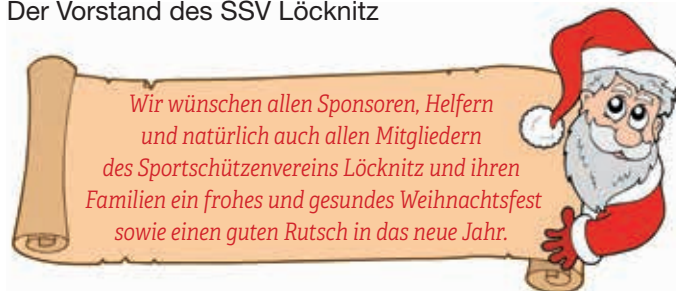 Der Vorstand des SSV Löcknitz
Wir wünschen allen Sponsoren, Helfern
und natürlich auch allen Mitgliedern
des Sportschützenvereins Löcknitz und ihren
Familien ein frohes und gesundes Weihnachtsfest
sowie einen guten Rutsch in das neue Jahr.